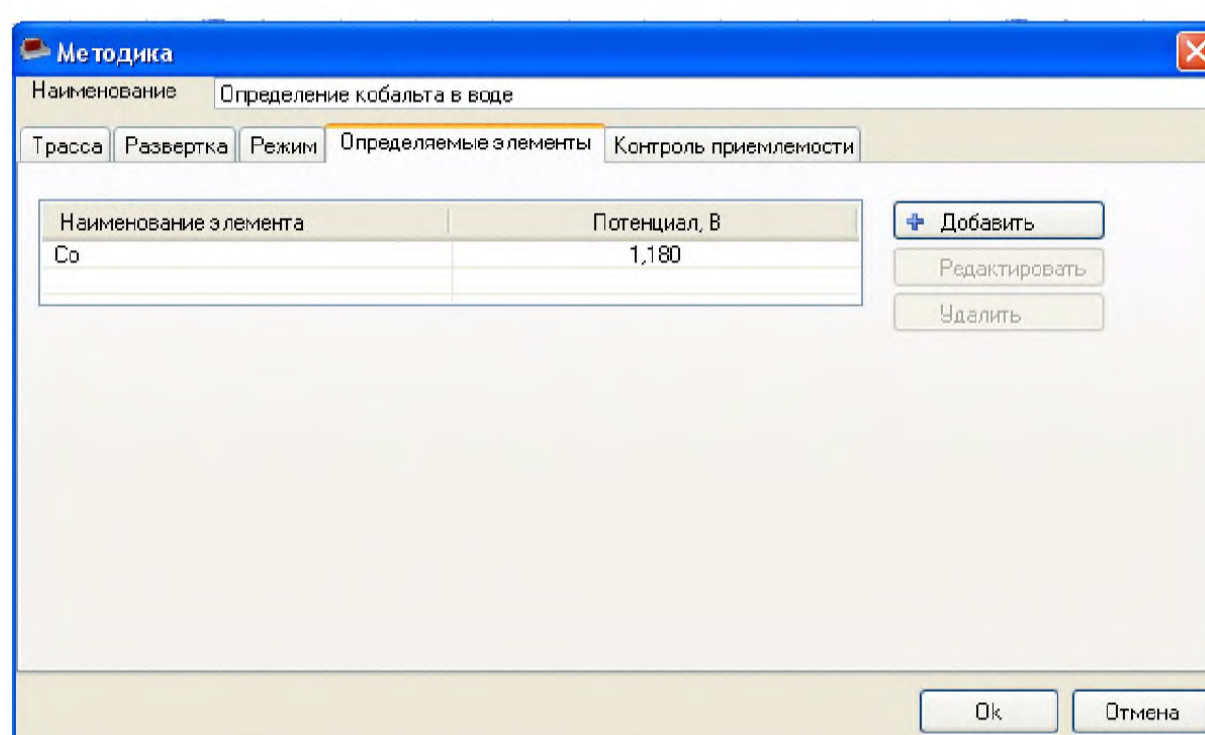 Методика
Наименование Определение кобальта в воде
Трасса Развертка Режим Определяемые элементы Контроль приемлемости
Наименование элемента Потенциал, В
Co 1,180
Добавить
Редактировать
Удалить
Ok Отмена